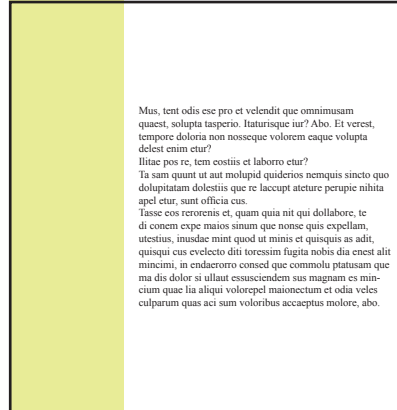 Mus, tent odis ese pro et velendit que omnimusam
quaest, solupta tasperio. Itaturisque iur? Abo. Et verest,
tempore doloria non nosseque volorem eaque volupta
delest enim etur?
Ilitae pos re, tem eostiis et laborro etur?
Ta sam quunt ut aut molupid quiderios nemquis sincto quo
dolupitatam dolestiis que re laccupt ateture perupie nihita
apel etur, sunt officia cus.
Tasse eos rerorenis et, quam quia nit qui dollabore, te
di conem expe maios sinum que nonse quis expellam,
utestius, inusdae mint quod ut minis et quisquis as adit,
quisqui cus evelecto diti toressim fugita nobis dia enest alit
mincimi, in endaerorro consed que commolu ptatusam que
ma dis dolor si ullaut essusciendem sus magnam es min-
cium quae lia aliqui volorepel maionectum et odia veles
culparum quas aci sum voloribus accaeptus molore, abo.